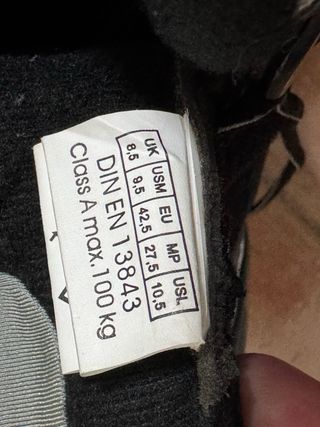 UK USM EU MP USL
8,5 9,5 42,5 27,5 10,5
DIN EN 13843
Class A max. 100 kg